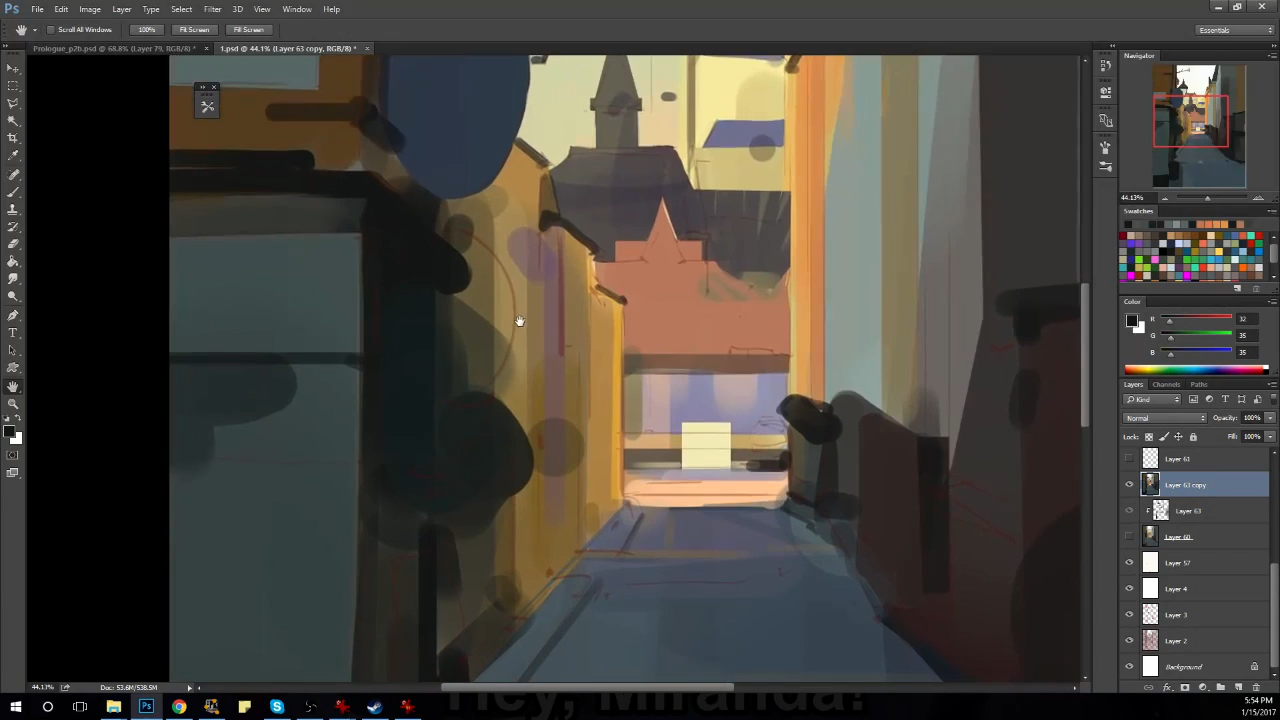 Ps File Edit Image Layer Type Select Filter 3D View Window Help
Scroll All Windows 100% Fit Screen Fill Screen Essentials
Prologue_p2b.psd @ 68.8% (Layer 79, RGB/8) * × 1.psd @ 44.1% (Layer 63 copy, RGB/8) * ×
Navigator
44.13%
Swatches
Color
R 32
G 35
B 35
Layers Channels Paths
Kind
Normal Opacity: 100%
Lock: Fill: 100%
Layer 61
Layer 63 copy
Layer 63
Layer 60
Layer 57
Layer 4
Layer 3
Layer 2
Background
44.13% Doc: 53.6M/538.5M
Hey, Miranda!
5:54 PM
1/15/2017